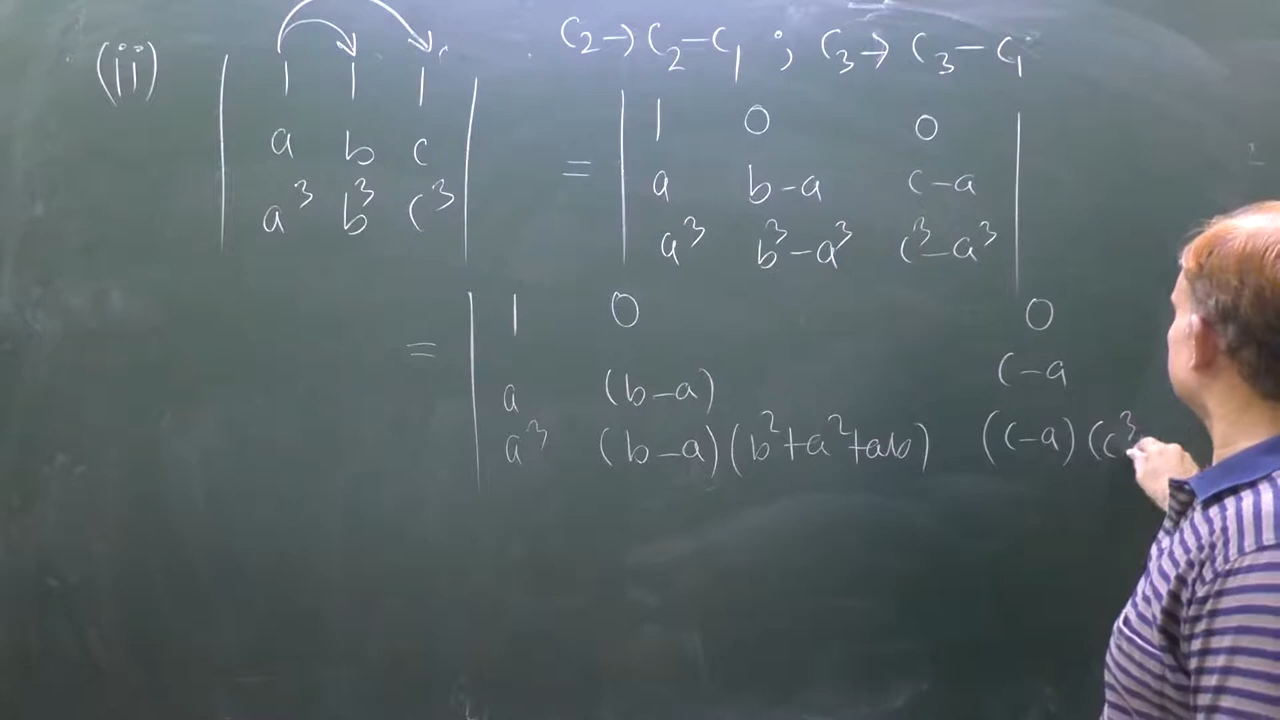 (ii) | 1 1 1 | C₂→C₂−C₁ ; C₃→C₃−C₁
| a b c | = | 1 0 0 |
| a³ b³ c³ | | a b−a c−a |
| a³ b³−a³ c³−a³ |
= | 1 0 0
| a (b−a) c−a
| a³ (b−a)(b²+a²+ab) (c−a)(c³